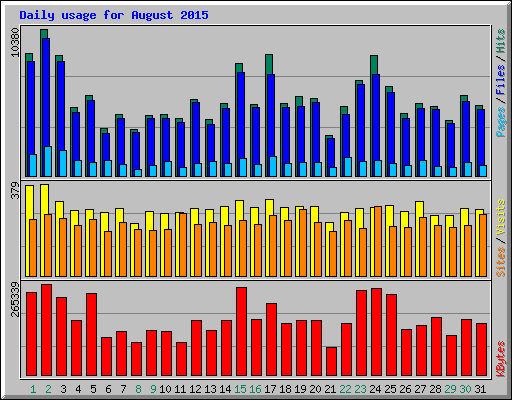 Daily usage for August 2015
10380
Pages / Files / Hits
379
Sites / Visits
265339
KBytes
1 2 3 4 5 6 7 8 9 10 11 12 13 14 15 16 17 18 19 20 21 22 23 24 25 26 27 28 29 30 31